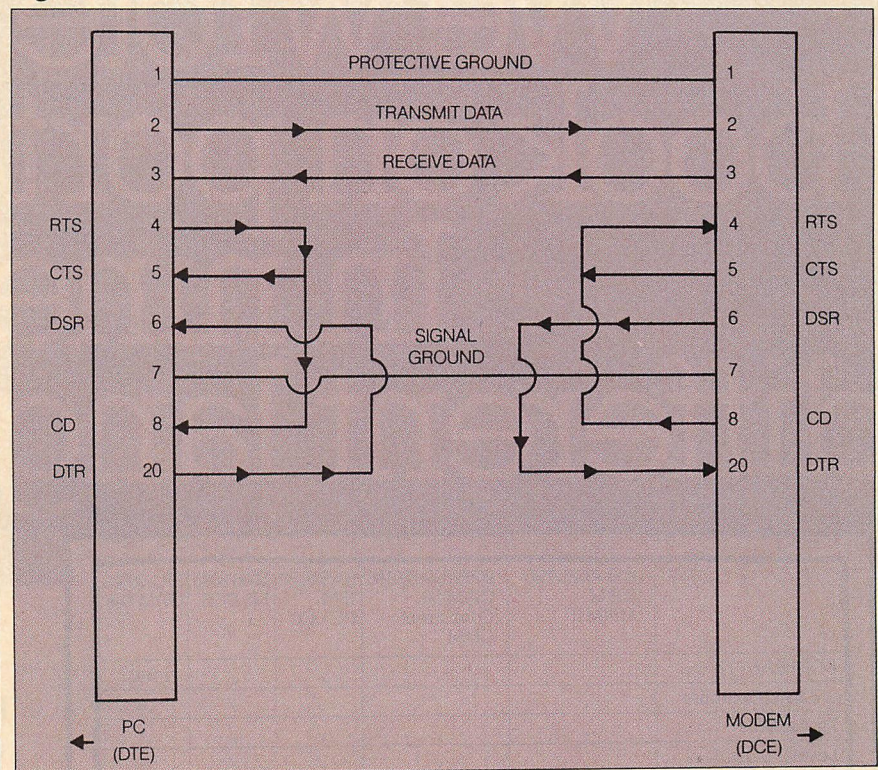 PROTECTIVE GROUND
1 1
TRANSMIT DATA
2 2
RECEIVE DATA
3 3
RTS 4 4 RTS
CTS 5 5 CTS
DSR 6 6 DSR
SIGNAL
GROUND
7 7
CD 8 8 CD
DTR 20 20 DTR
PC
(DTE)
MODEM
(DCE)